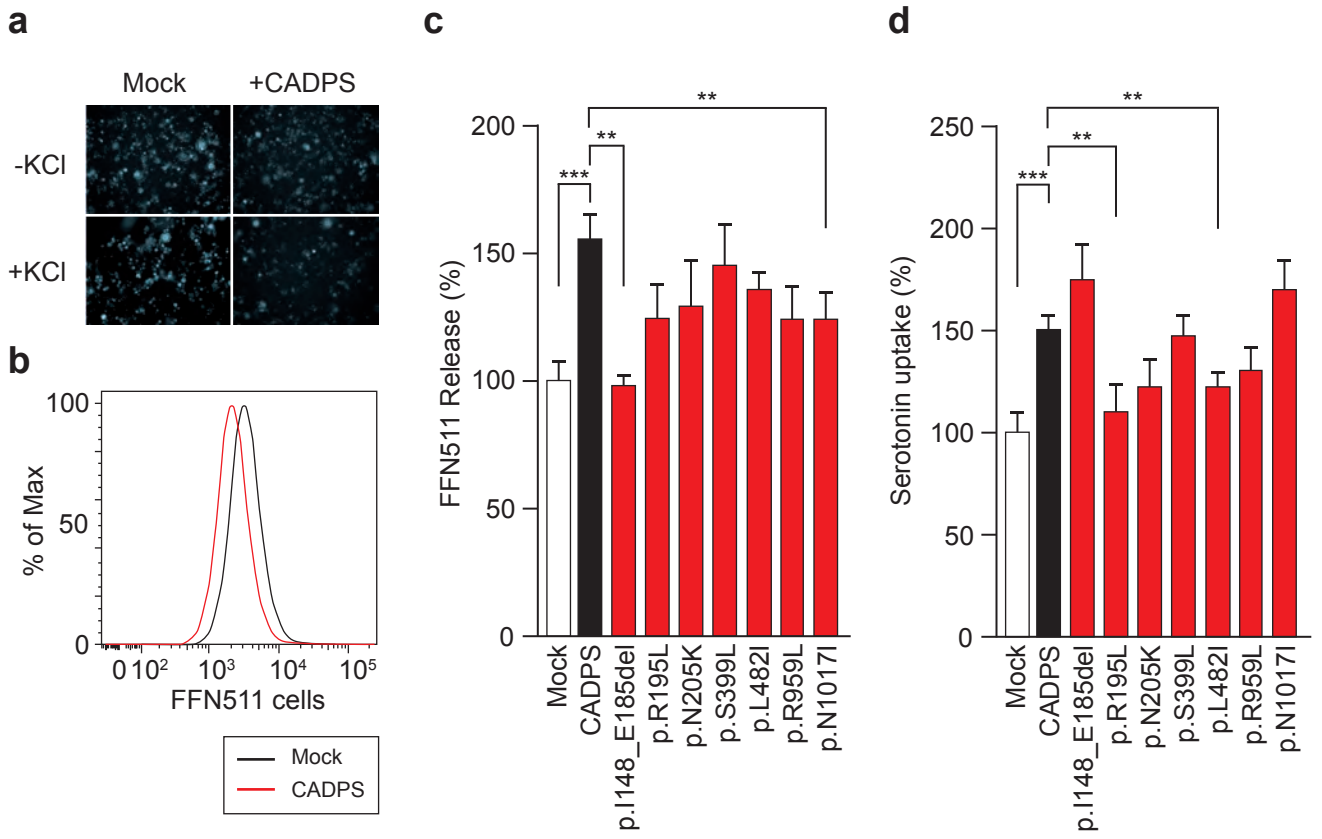 a
Mock +CADPS
-KCl
+KCl
b
% of Max
100
50
0
0 10² 10³ 10⁴ 10⁵
FFN511 cells
Mock
CADPS
c
FFN511 Release (%)
200
150
100
50
0
***
**
**
Mock
CADPS
p.I148_E185del
p.R195L
p.N205K
p.S399L
p.L482I
p.R959L
p.N1017I
d
Serotonin uptake (%)
250
200
150
100
50
0
***
**
**
Mock
CADPS
p.I148_E185del
p.R195L
p.N205K
p.S399L
p.L482I
p.R959L
p.N1017I